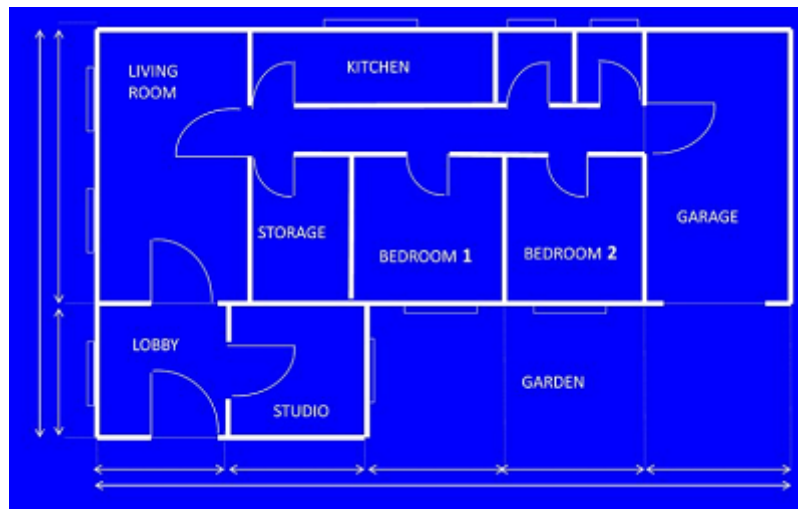 LIVING
ROOM
KITCHEN
STORAGE
BEDROOM 1
BEDROOM 2
GARAGE
LOBBY
STUDIO
GARDEN